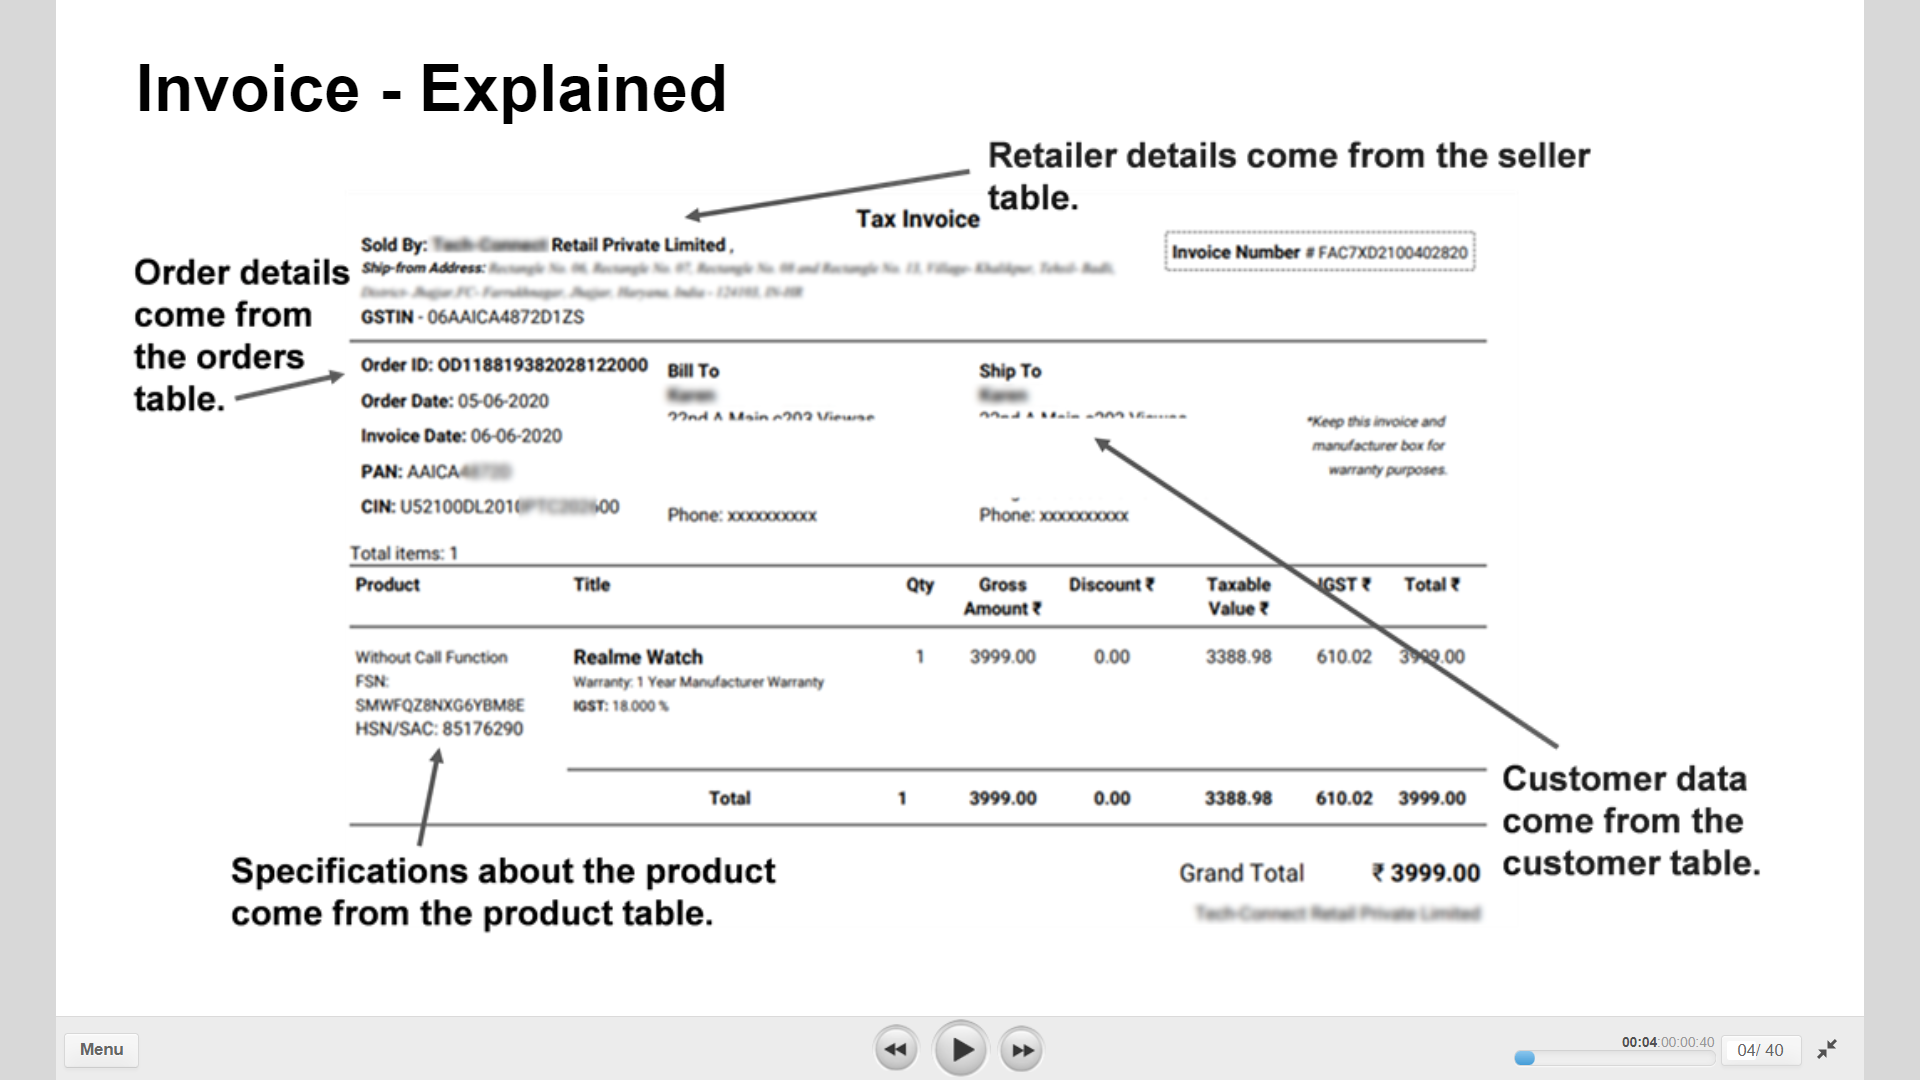 Invoice - Explained
Retailer details come from the seller
table.
Tax Invoice
Sold By: Retail Private Limited ,
Invoice Number # FAC7XD2100402820
Ship-from Address:
GSTIN - 06AAICA4872D1ZS
Order details
come from
the orders
table.
Order ID: OD118819382028122000
Order Date: 05-06-2020
Invoice Date: 06-06-2020
PAN: AAICA
CIN: U52100DL201 600
Bill To
Phone: xxxxxxxxxx
Ship To
Phone: xxxxxxxxxx
*Keep this invoice and
manufacturer box for
warranty purposes.
Total items: 1
Product Title Qty Gross Amount ₹ Discount ₹ Taxable Value ₹ IGST ₹ Total ₹
Without Call Function
FSN:
SMWFQZ8NXG6YBM8E
HSN/SAC: 85176290
Realme Watch 1 3999.00 0.00 3388.98 610.02 3999.00
Warranty: 1 Year Manufacturer Warranty
IGST: 18.000 %
Total 1 3999.00 0.00 3388.98 610.02 3999.00
Customer data
come from the
customer table.
Specifications about the product
come from the product table.
Grand Total ₹ 3999.00
Tech-Connect Retail Private Limited
Menu
00:04:00:00:40
04/ 40